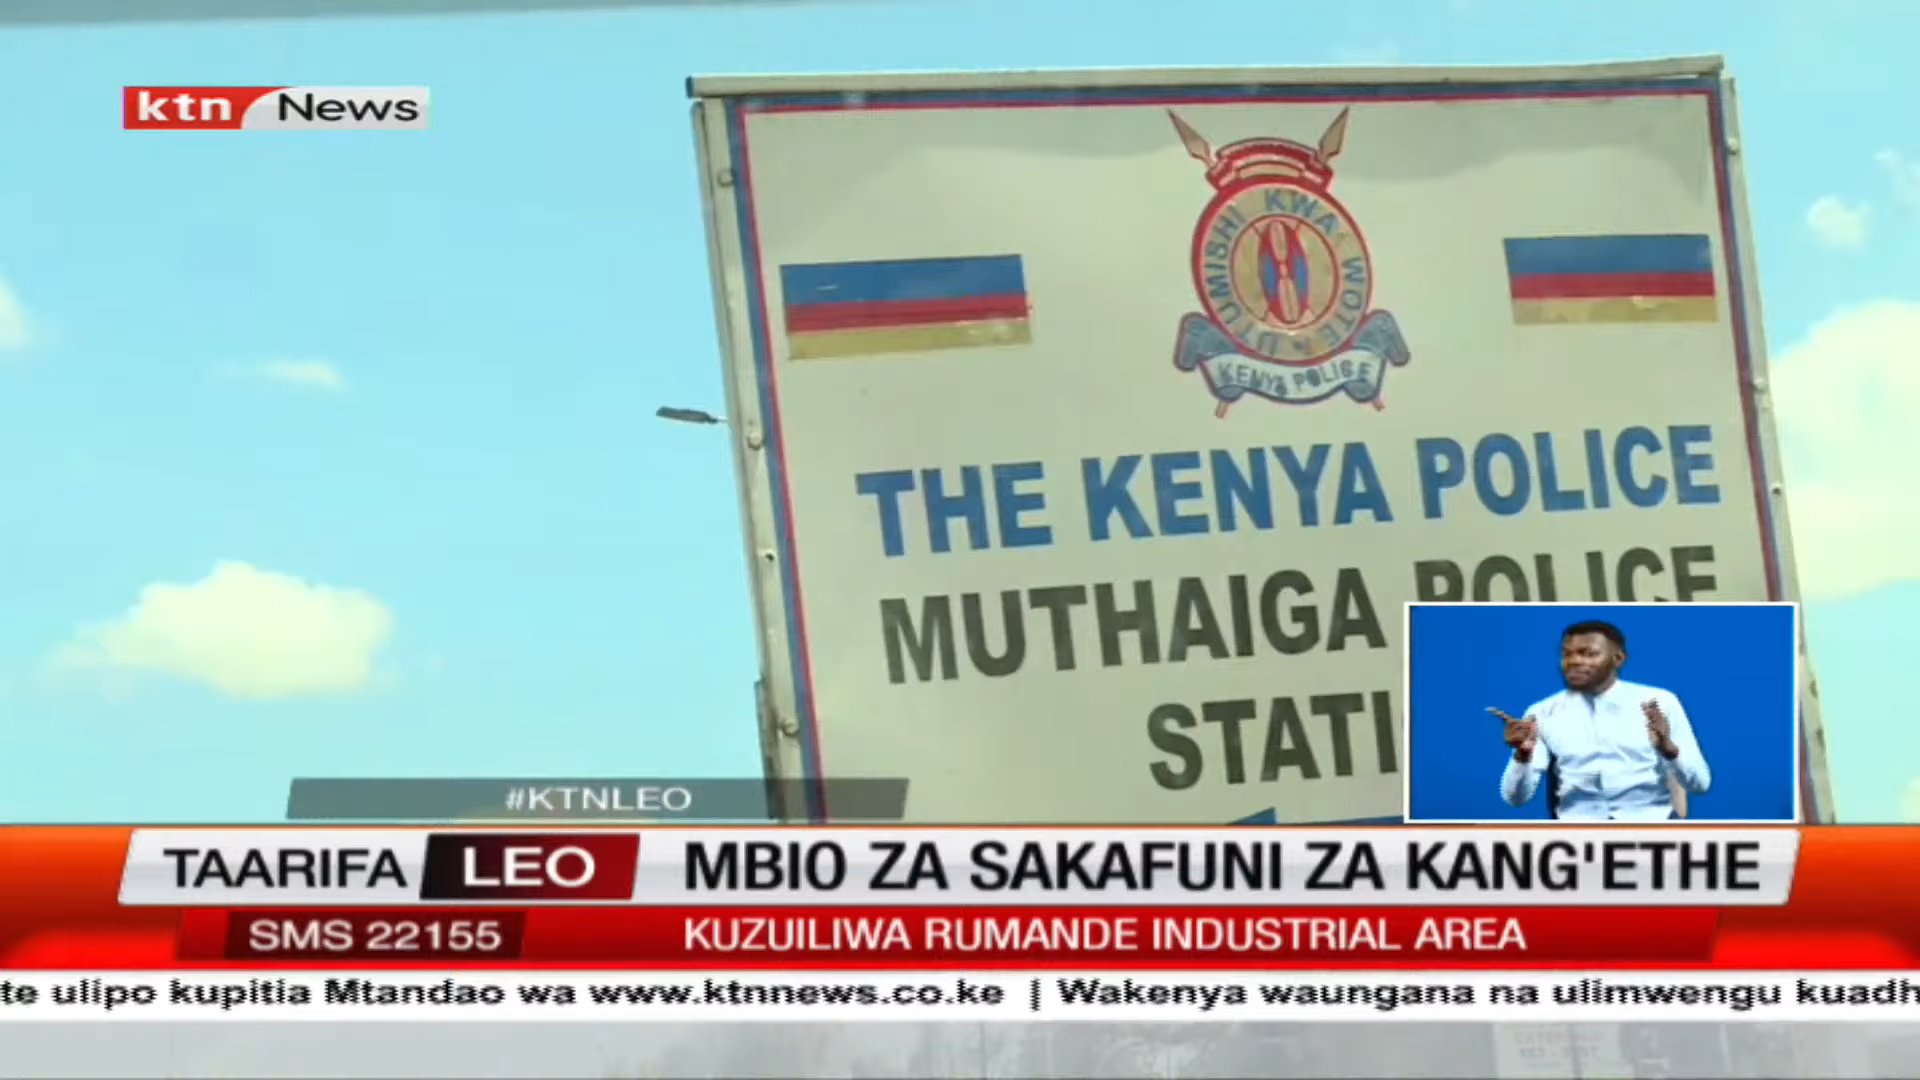 ktn News
UTUMISHI KWA WOTE
KENYA POLICE
THE KENYA POLICE
MUTHAIGA POLICE
STATI
#KTNLEO
TAARIFA LEO
MBIO ZA SAKAFUNI ZA KANG'ETHE
SMS 22155
KUZUILIWA RUMANDE INDUSTRIAL AREA
te ulipo kupitia Mtandao wa www.ktnnews.co.ke | Wakenya waungana na ulimwengu kuadh